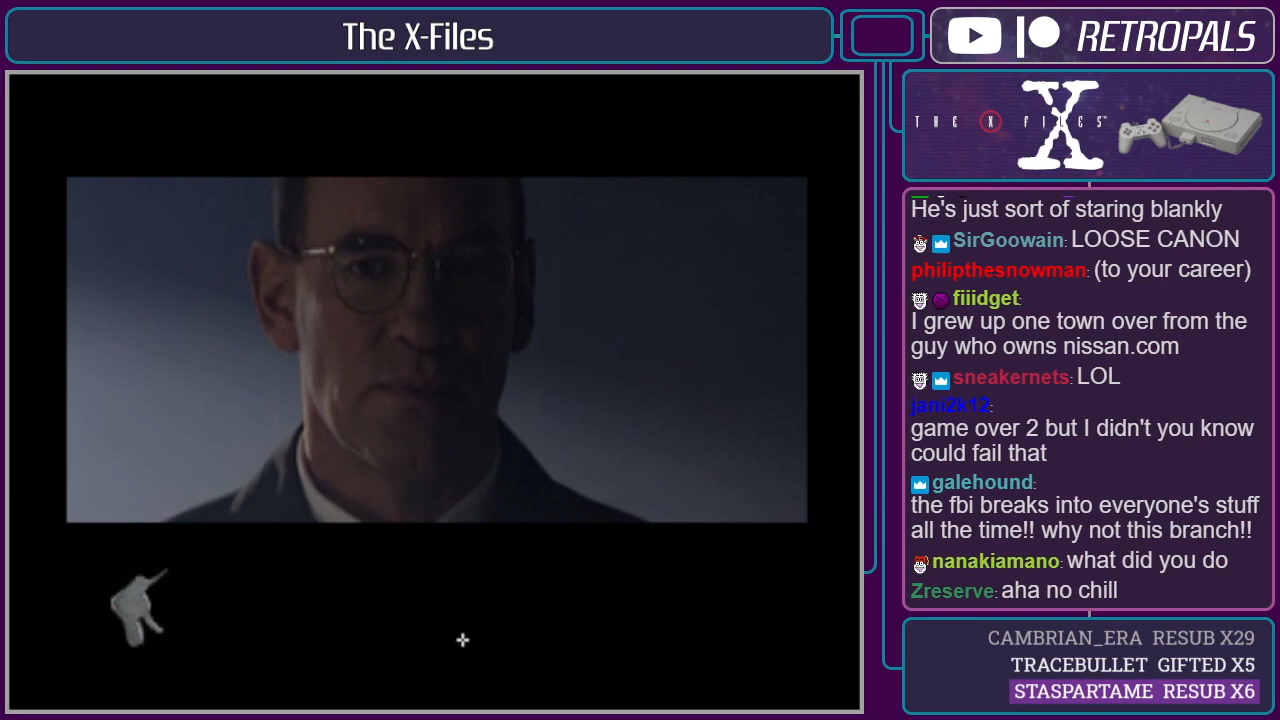 The X-Files
RETROPALS
THE X FILES™
X
He's just sort of staring blankly
SirGoowain: LOOSE CANON
philipthesnowman: (to your career)
fiiidget:
I grew up one town over from the
guy who owns nissan.com
sneakernets: LOL
jani2k12:
game over 2 but I didn't you know
could fail that
galehound:
the fbi breaks into everyone's stuff
all the time!! why not this branch!!
nanakiamano: what did you do
Zreserve: aha no chill
CAMBRIAN_ERA RESUB X29
TRACEBULLET GIFTED X5
STASPARTAME RESUB X6